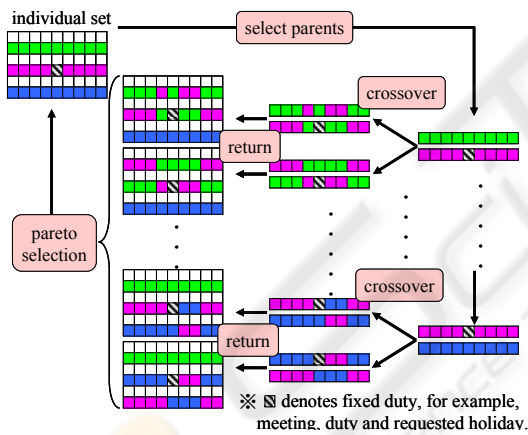 individual set
select parents
crossover
return
pareto
selection
crossover
return
※ denotes fixed duty, for example,
meeting, duty and requested holiday.